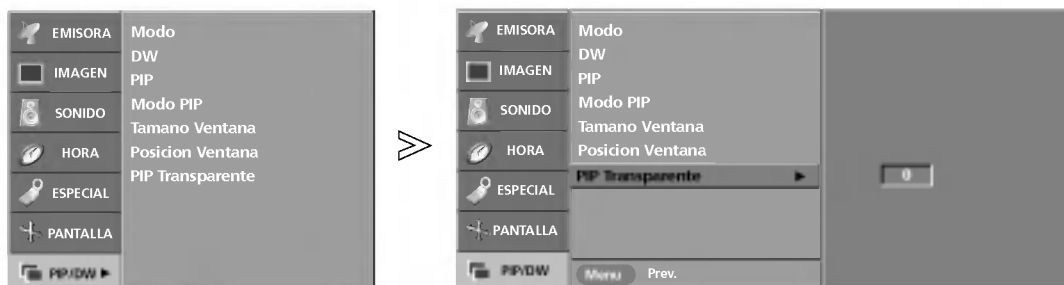 EMISORA
IMAGEN
SONIDO
HORA
ESPECIAL
PANTALLA
PIP/DW ►
Modo
DW
PIP
Modo PIP
Tamano Ventana
Posicion Ventana
PIP Transparente
EMISORA
IMAGEN
SONIDO
HORA
ESPECIAL
PANTALLA
PIP/DW
Modo
DW
PIP
Modo PIP
Tamano Ventana
Posicion Ventana
PIP Transparente ►
Menu Prev.
0